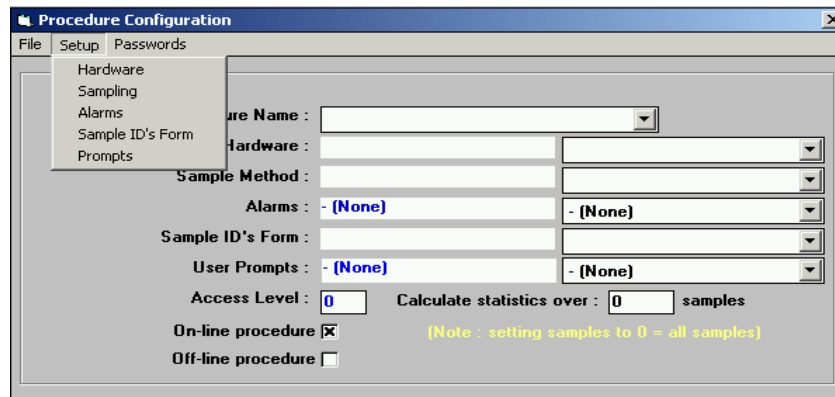 Procedure Configuration
File Setup Passwords
Hardware
Sampling
Alarms
Sample ID's Form
Prompts
ure Name :
Hardware :
Sample Method :
Alarms : - (None) - (None)
Sample ID's Form :
User Prompts : - (None) - (None)
Access Level : 0 Calculate statistics over : 0 samples
On-line procedure (Note : setting samples to 0 = all samples)
Off-line procedure